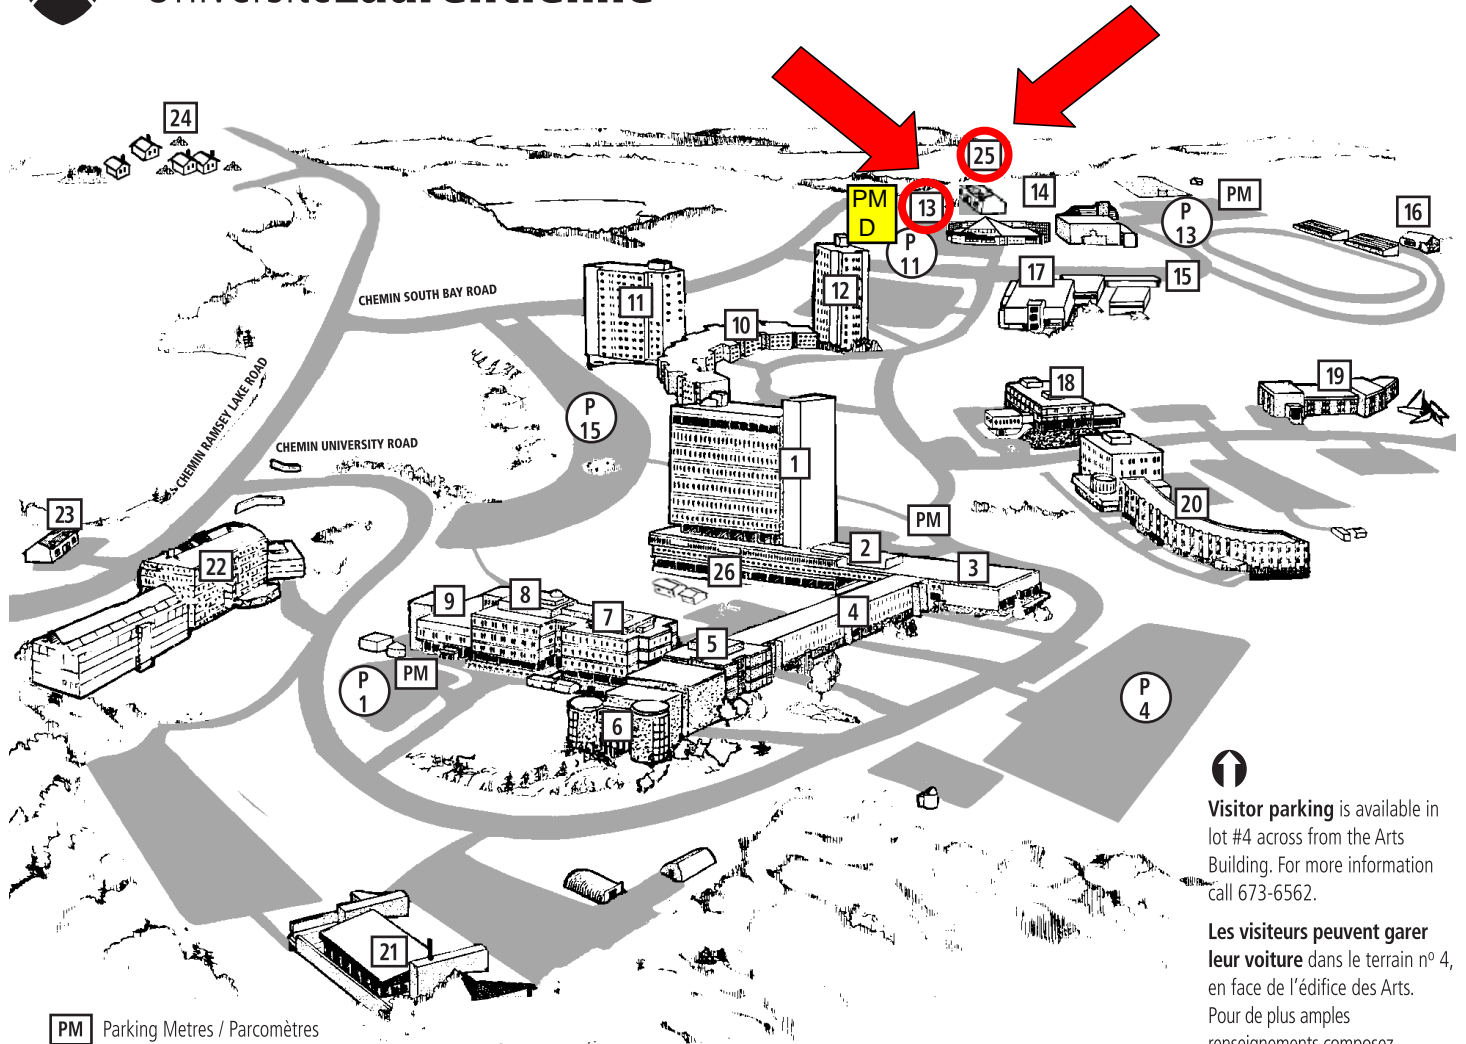 24
25
14
PM
16
PM
D
13
P
13
P
11
17
15
12
11
CHEMIN SOUTH BAY ROAD
10
18
19
P
15
CHEMIN RAMSEY LAKE ROAD
CHEMIN UNIVERSITY ROAD
1
20
23
PM
2
22
26
3
8
9
7
4
5
PM
P
1
P
4
6
Visitor parking is available in
lot #4 across from the Arts
Building. For more information
call 673-6562.
Les visiteurs peuvent garer
leur voiture dans le terrain nº 4,
en face de l'édifice des Arts.
Pour de plus amples
renseignements composez
21
PM Parking Metres / Parcomètres